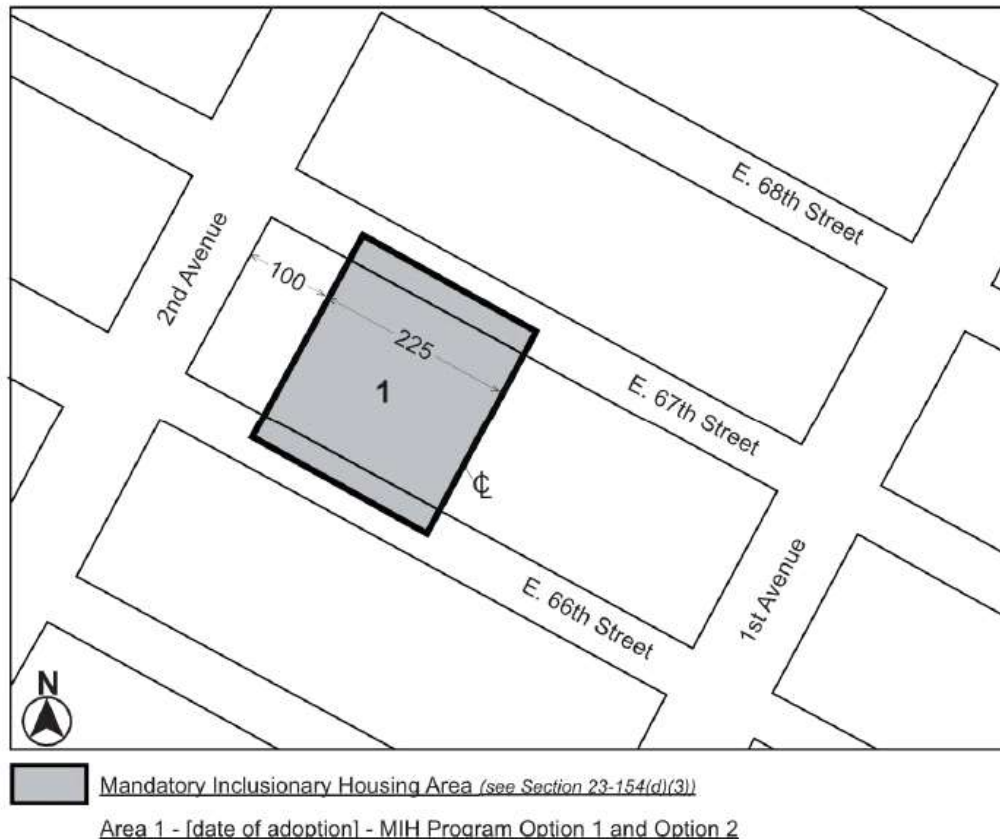 E. 68th Street
2nd Avenue
100
225
1
E. 67th Street
℄
E. 66th Street
1st Avenue
N
Mandatory Inclusionary Housing Area (see Section 23-154(d)(3))
Area 1 - [date of adoption] - MIH Program Option 1 and Option 2